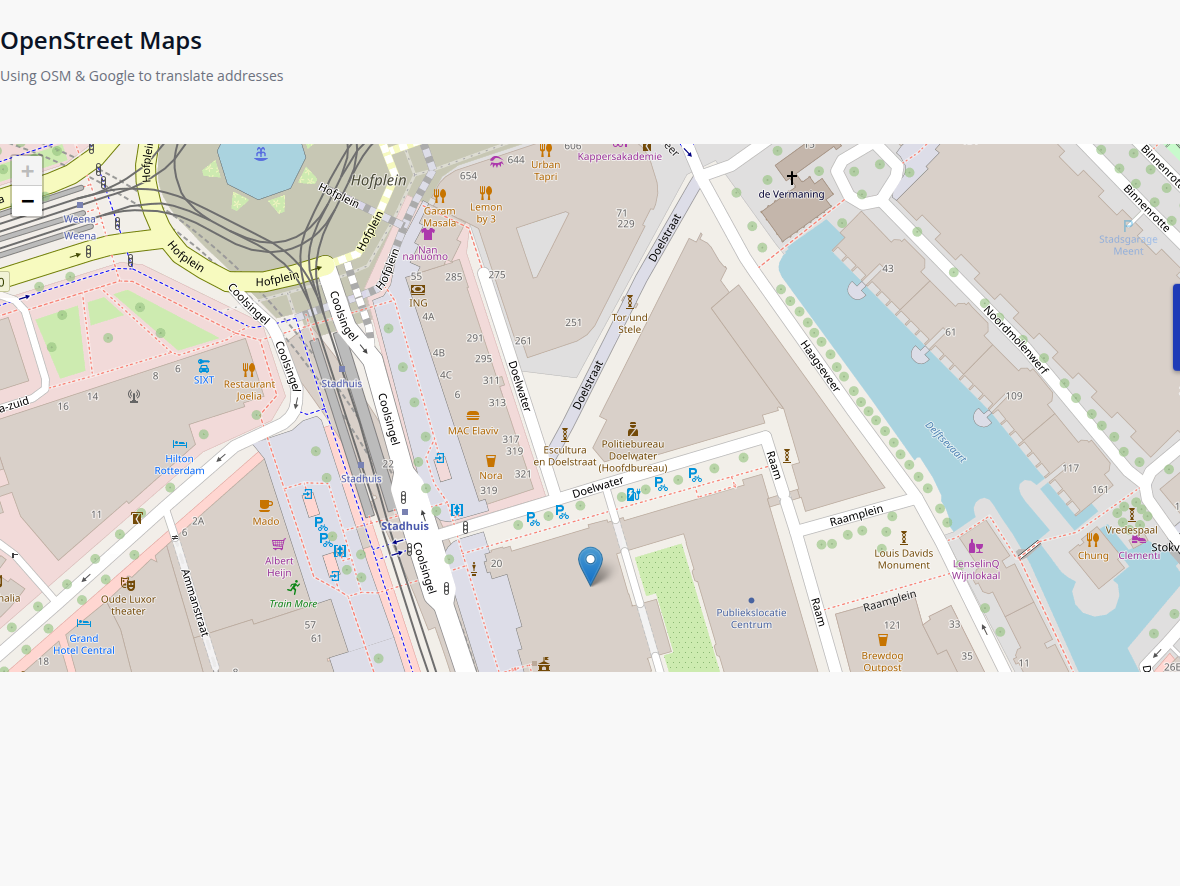 OpenStreet Maps
Using OSM & Google to translate addresses
+
−
Hofplein
Hofplein
Hofplein
Hofplein
Hofplein
Hofplein
Hofplein
Weena
Weena
654
644
606
Urban
Tapri
Kappersakademie
Garam
Masala
Lemon
by 3
Nan
nanuomo
71
229
55
ING
285
275
4A
Tor und
Stele
251
261
291
295
4B
4C
311
6
313
MAC Elaviv
317
319
Nora
321
319
Doelstraat
Doelstraat
Doelwater
Doelwater
Escultura
en Doelstraat
Politiebureau
Doelwater
(Hoofdbureau)
de Vermaning
Binnenrotte
Binnenrotte
Stadsgarage
Meent
43
61
109
117
161
Noordmolenwerf
Haagseveer
Delftsevaart
Vredespaal
Chung
Clementi
Stokv
Coolsingel
Coolsingel
Coolsingel
Coolsingel
Coolsingel
Stadhuis
Stadhuis
Stadhuis
22
SIXT
Restaurant
Joelia
6
8
14
16
a-zuid
Hilton
Rotterdam
11
2A
6
Mado
Albert
Heijn
Train More
57
61
Oude Luxor
theater
Ammanstraat
Grand
Hotel Central
18
20
Raam
Raam
Raamplein
Raamplein
Louis Davids
Monument
LenselinQ
Wijnlokaal
Publiekslocatie
Centrum
121
33
35
11
Brewdog
Outpost